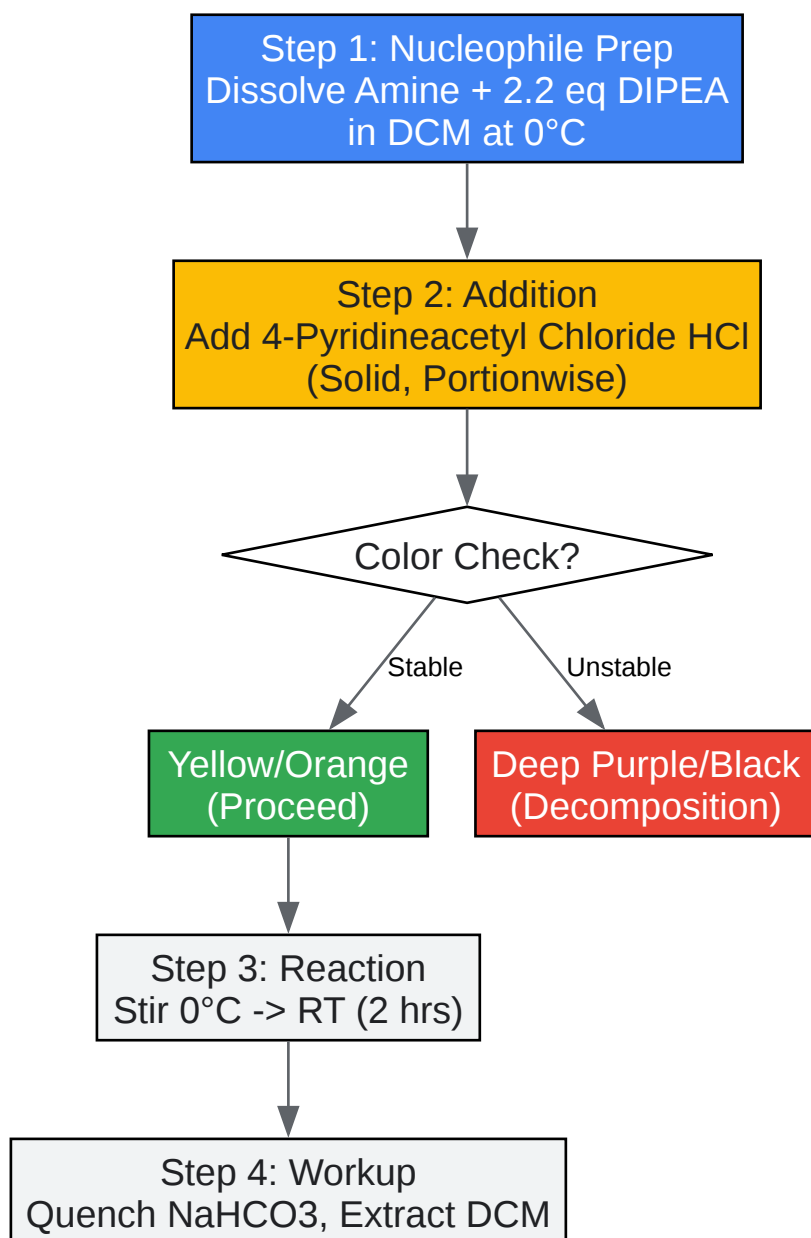 Step 1: Nucleophile Prep
Dissolve Amine + 2.2 eq DIPEA
in DCM at 0°C
Step 2: Addition
Add 4-Pyridineacetyl Chloride HCl
(Solid, Portionwise)
Color Check?
Stable
Unstable
Yellow/Orange
(Proceed)
Deep Purple/Black
(Decomposition)
Step 3: Reaction
Stir 0°C -> RT (2 hrs)
Step 4: Workup
Quench NaHCO3, Extract DCM